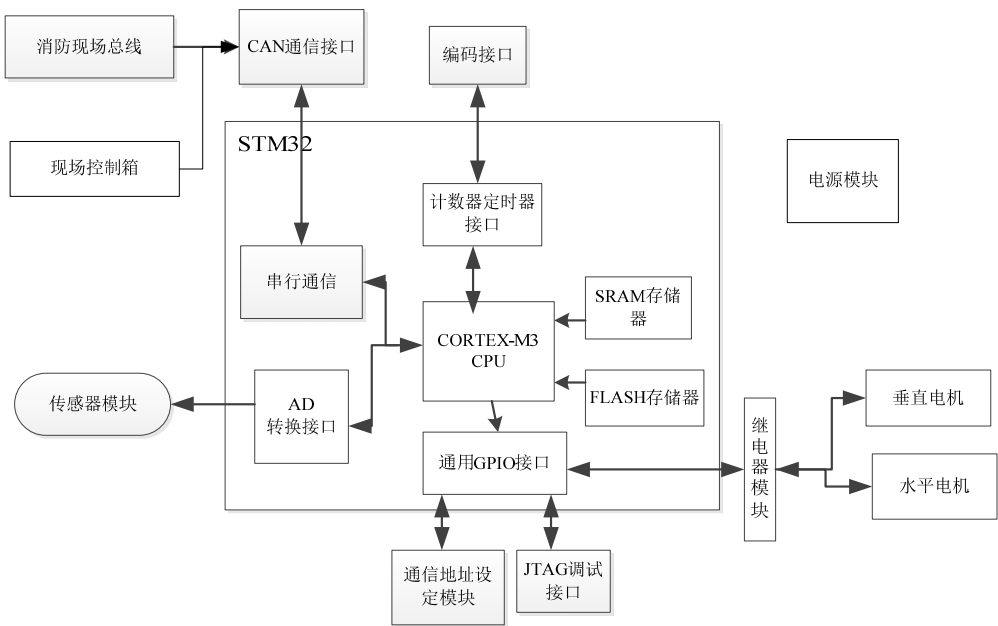 消防现场总线
CAN通信接口
编码接口
现场控制箱
STM32
电源模块
计数器定时器
接口
串行通信
SRAM存储
器
CORTEX-M3
CPU
FLASH存储器
传感器模块
AD
转换接口
通用GPIO接口
继
电
器
模
块
垂直电机
水平电机
通信地址设
定模块
JTAG调试
接口